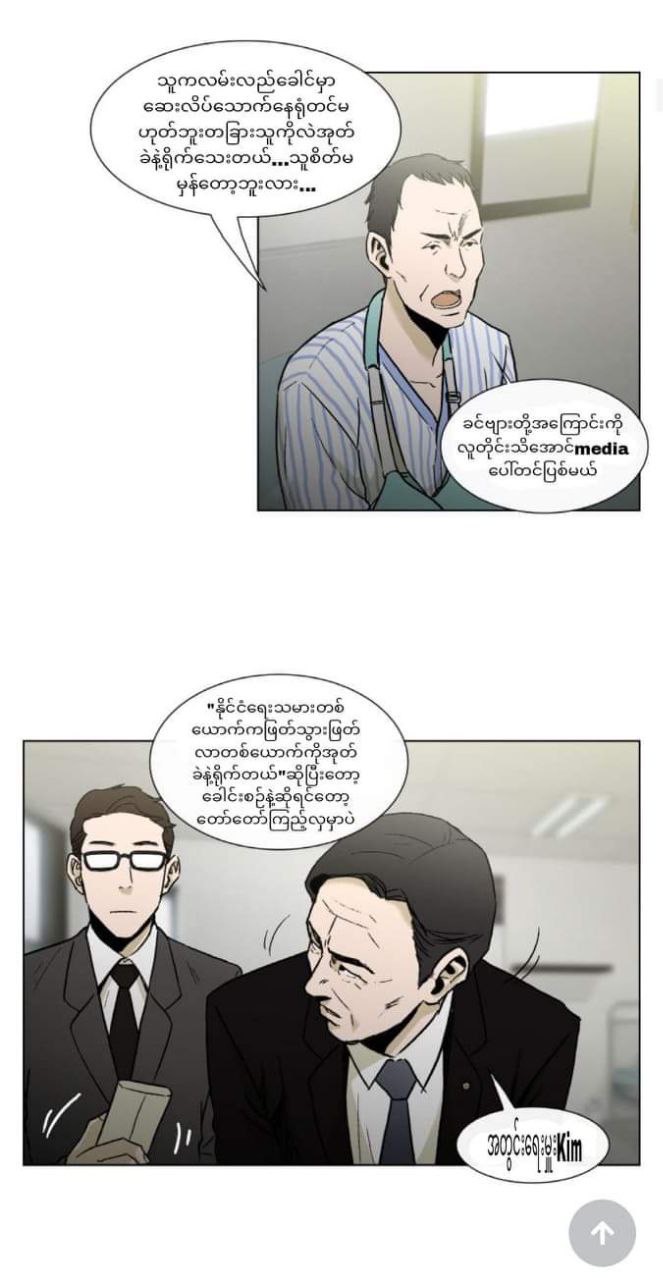 သူကလမ်းလည်ခေါင်မှာ
ဆေးလိပ်သောက်နေရုံတင်မ
ဟုတ်ဘူးတခြားသူကိုလဲအုတ်
ခဲနဲ့ရိုက်သေးတယ်...သူစိတ်မ
မှန်တော့ဘူးလား...
ခင်ဗျားတို့အကြောင်းကို
လူတိုင်းသိအောင်media
ပေါ်တင်ပြစ်မယ်
"နိုင်ငံရေးသမားတစ်
ယောက်ကဖြတ်သွားဖြတ်
လာတစ်ယောက်ကိုအုတ်
ခဲနဲ့ရိုက်တယ်"ဆိုပြီးတော့
ခေါင်းစဉ်နဲ့ဆိုရင်တော့
တော်တော်ကြည့်လှမှာပဲ
အတွင်းရေးမှူးKim